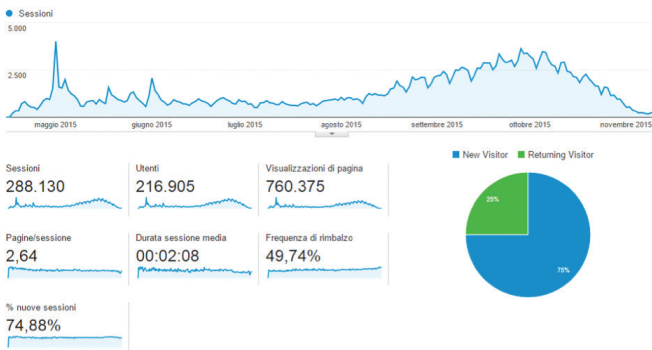 Sessioni
5.000
2.500
maggio 2015 giugno 2015 luglio 2015 agosto 2015 settembre 2015 ottobre 2015 novembre 2015
Sessioni Utenti Visualizzazioni di pagina
288.130 216.905 760.375
Pagine/sessione Durata sessione media Frequenza di rimbalzo
2,64 00:02:08 49,74%
% nuove sessioni
74,88%
New Visitor Returning Visitor
25%
75%